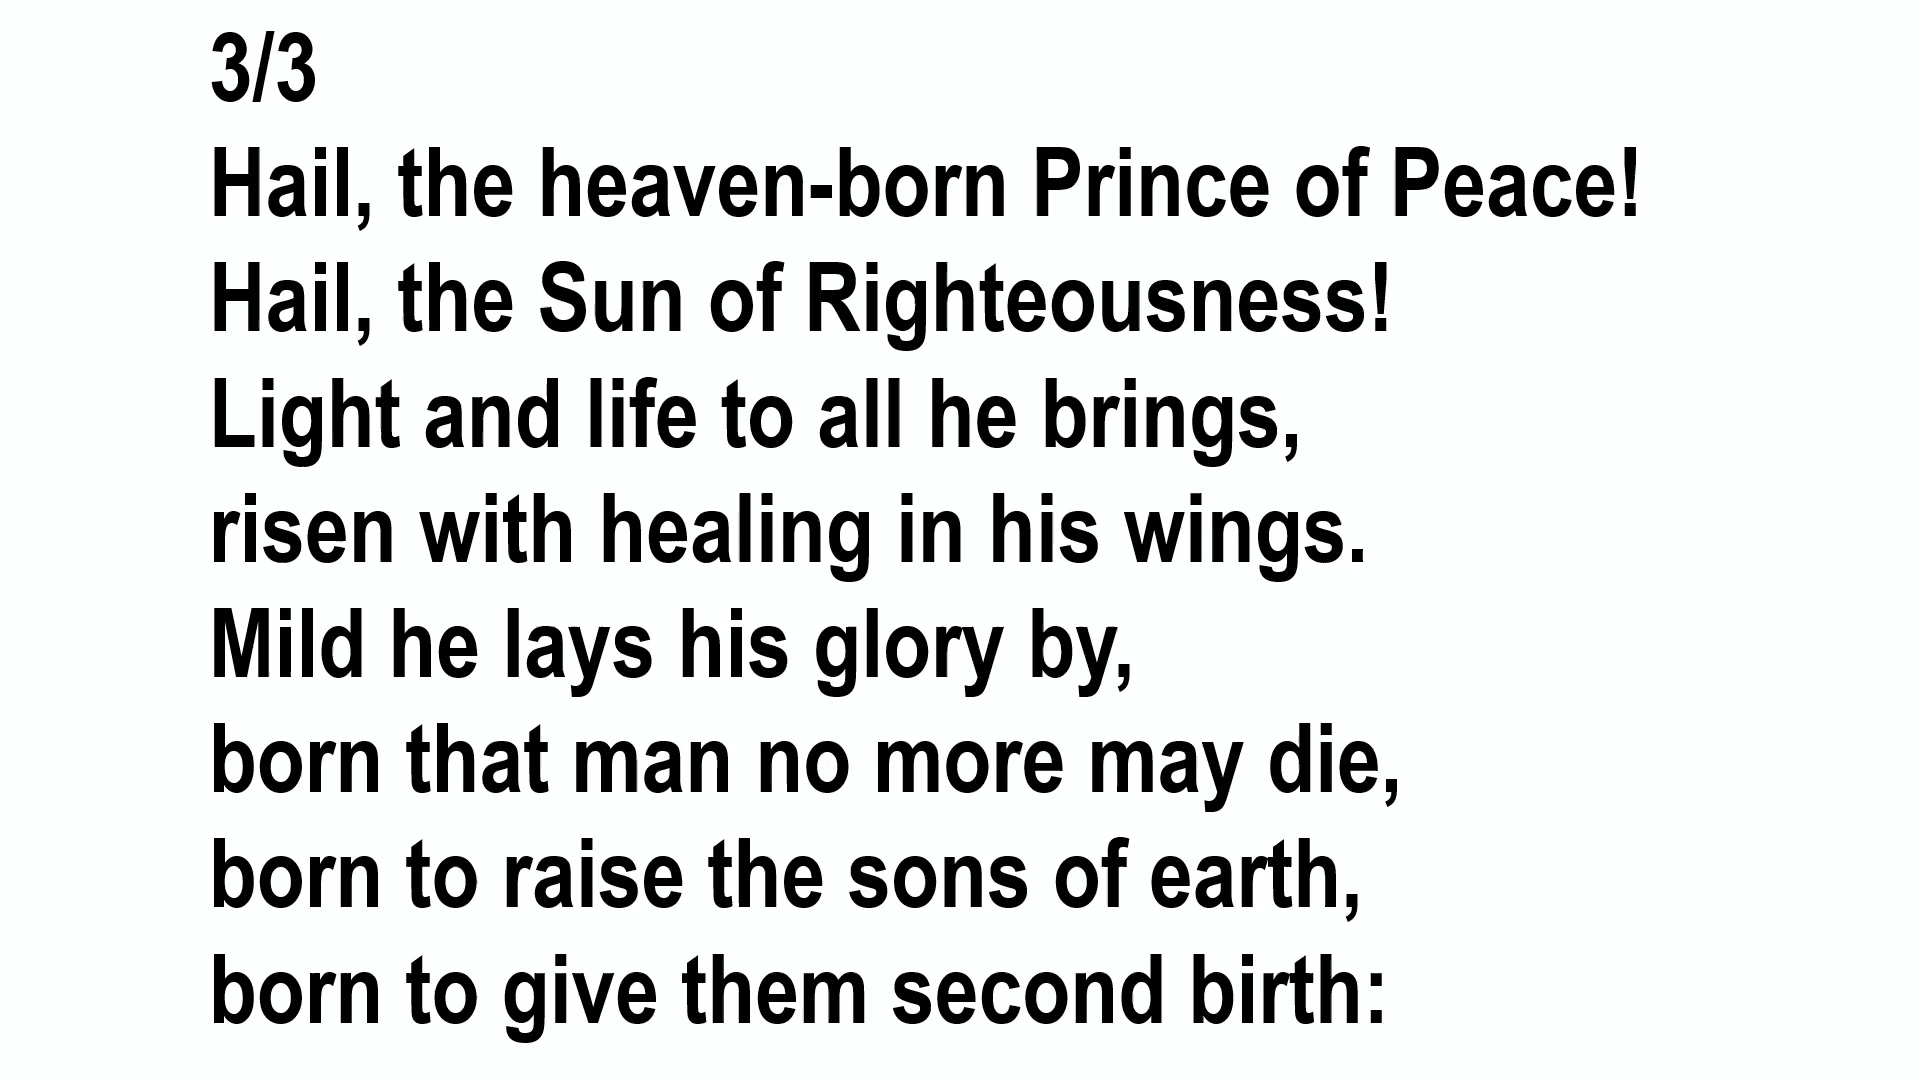 3/3
Hail, the heaven-born Prince of Peace!
Hail, the Sun of Righteousness!
Light and life to all he brings,
risen with healing in his wings.
Mild he lays his glory by,
born that man no more may die,
born to raise the sons of earth,
born to give them second birth: